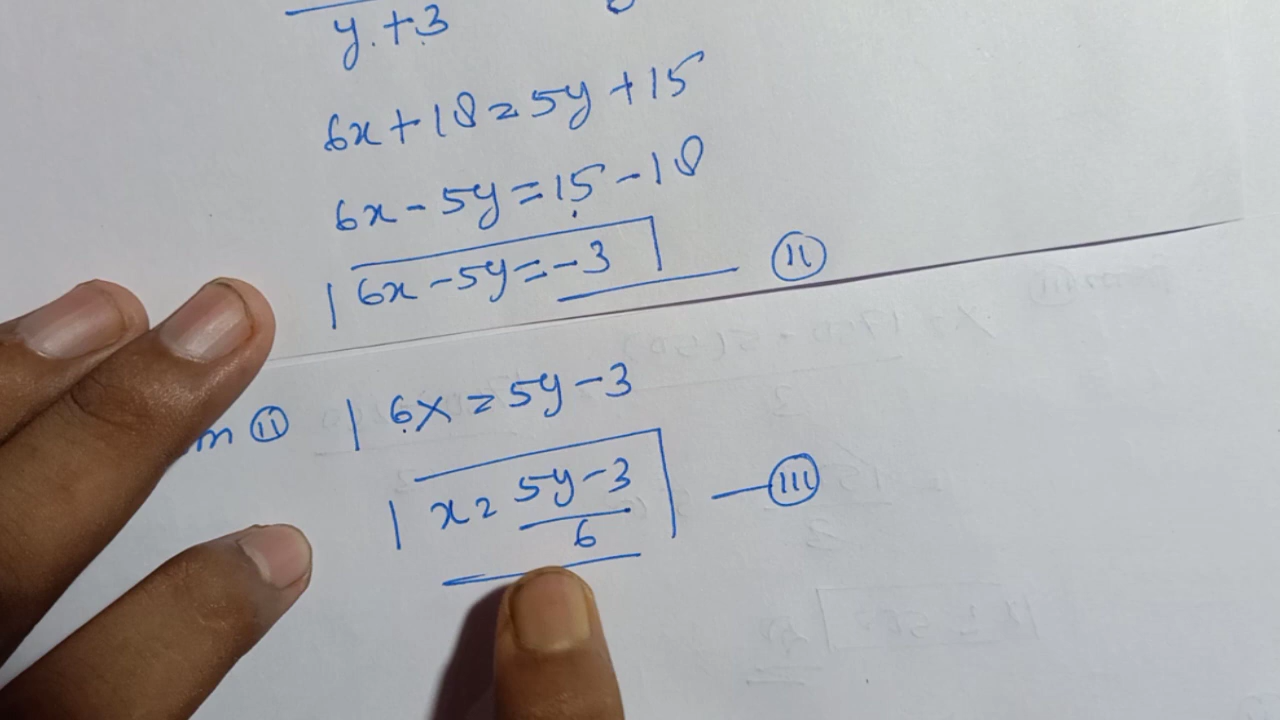 y + 3
6x + 18 = 5y + 15
6x - 5y = 15 - 18
6x - 5y = -3 — (ii)
m (ii) 6x = 5y - 3
x = 5y - 3 / 6 — (iii)